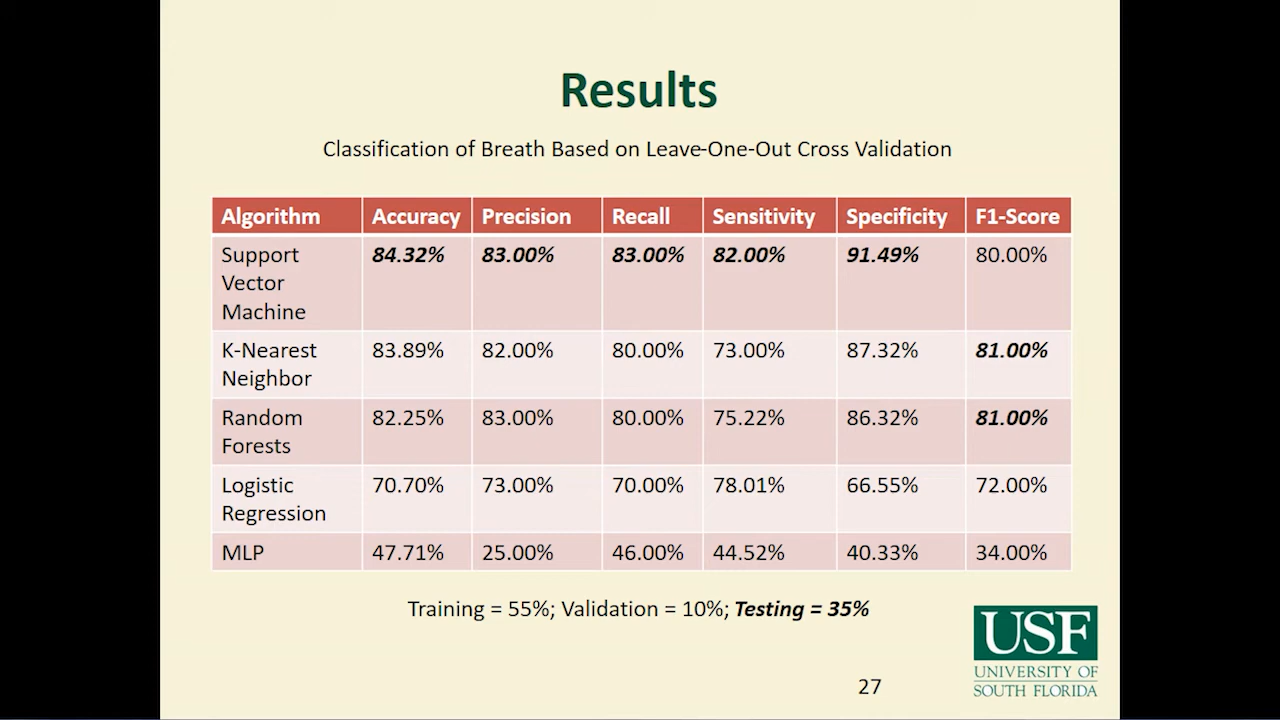 Results
Classification of Breath Based on Leave-One-Out Cross Validation
Algorithm Accuracy Precision Recall Sensitivity Specificity F1-Score
Support Vector Machine 84.32% 83.00% 83.00% 82.00% 91.49% 80.00%
K-Nearest Neighbor 83.89% 82.00% 80.00% 73.00% 87.32% 81.00%
Random Forests 82.25% 83.00% 80.00% 75.22% 86.32% 81.00%
Logistic Regression 70.70% 73.00% 70.00% 78.01% 66.55% 72.00%
MLP 47.71% 25.00% 46.00% 44.52% 40.33% 34.00%
Training = 55%; Validation = 10%; Testing = 35%
USF
UNIVERSITY OF
SOUTH FLORIDA
27